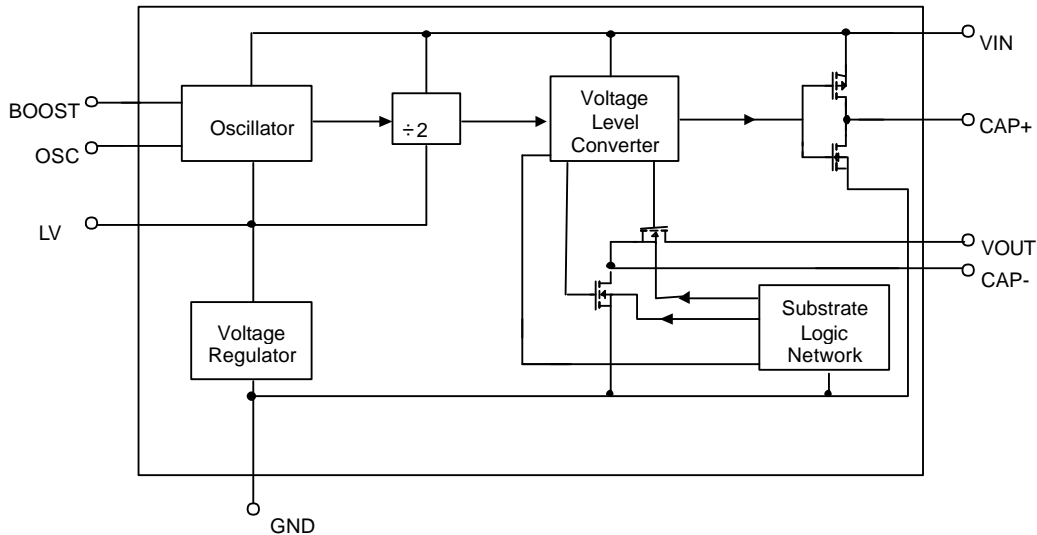 VIN
BOOST
Oscillator
÷2
Voltage
Level
Converter
CAP+
OSC
LV
VOUT
CAP-
Voltage
Regulator
Substrate
Logic
Network
GND